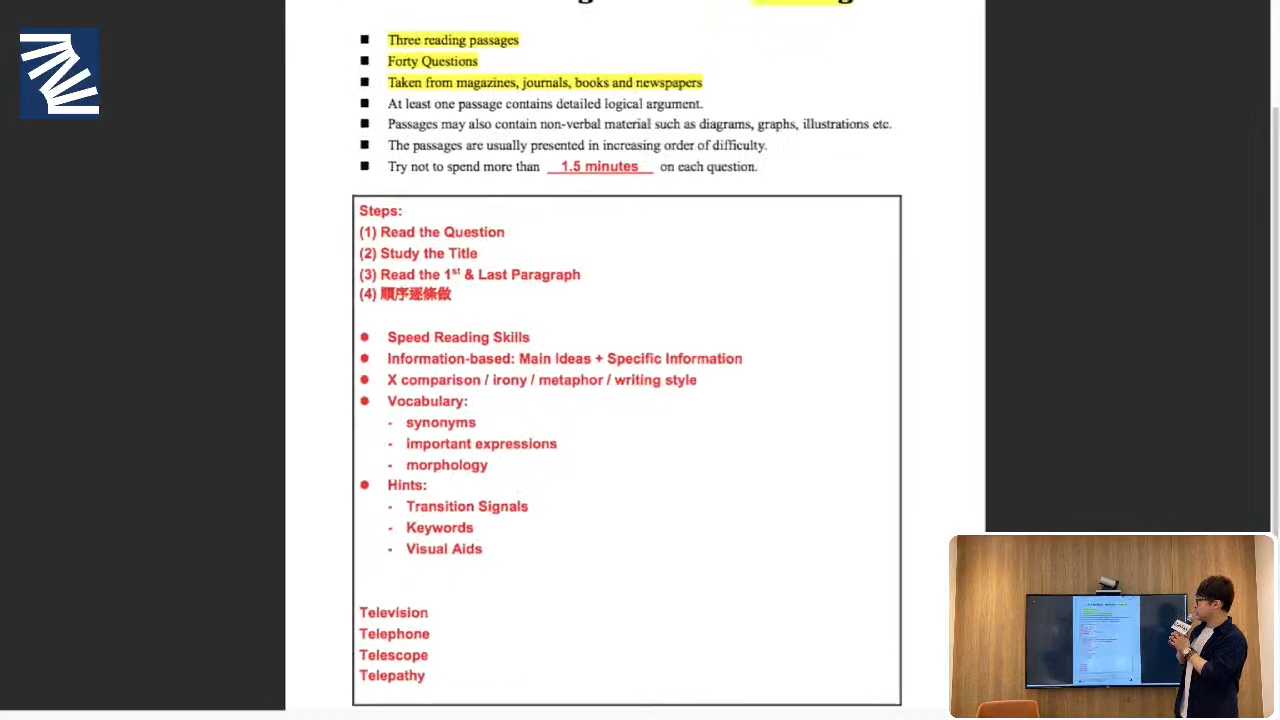 Three reading passages
Forty Questions
Taken from magazines, journals, books and newspapers
At least one passage contains detailed logical argument.
Passages may also contain non-verbal material such as diagrams, graphs, illustrations etc.
The passages are usually presented in increasing order of difficulty.
Try not to spend more than 1.5 minutes on each question.
Steps:
(1) Read the Question
(2) Study the Title
(3) Read the 1st & Last Paragraph
(4) 順序逐條做
Speed Reading Skills
Information-based: Main Ideas + Specific Information
X comparison / irony / metaphor / writing style
Vocabulary:
- synonyms
- important expressions
- morphology
Hints:
- Transition Signals
- Keywords
- Visual Aids
Television
Telephone
Telescope
Telepathy